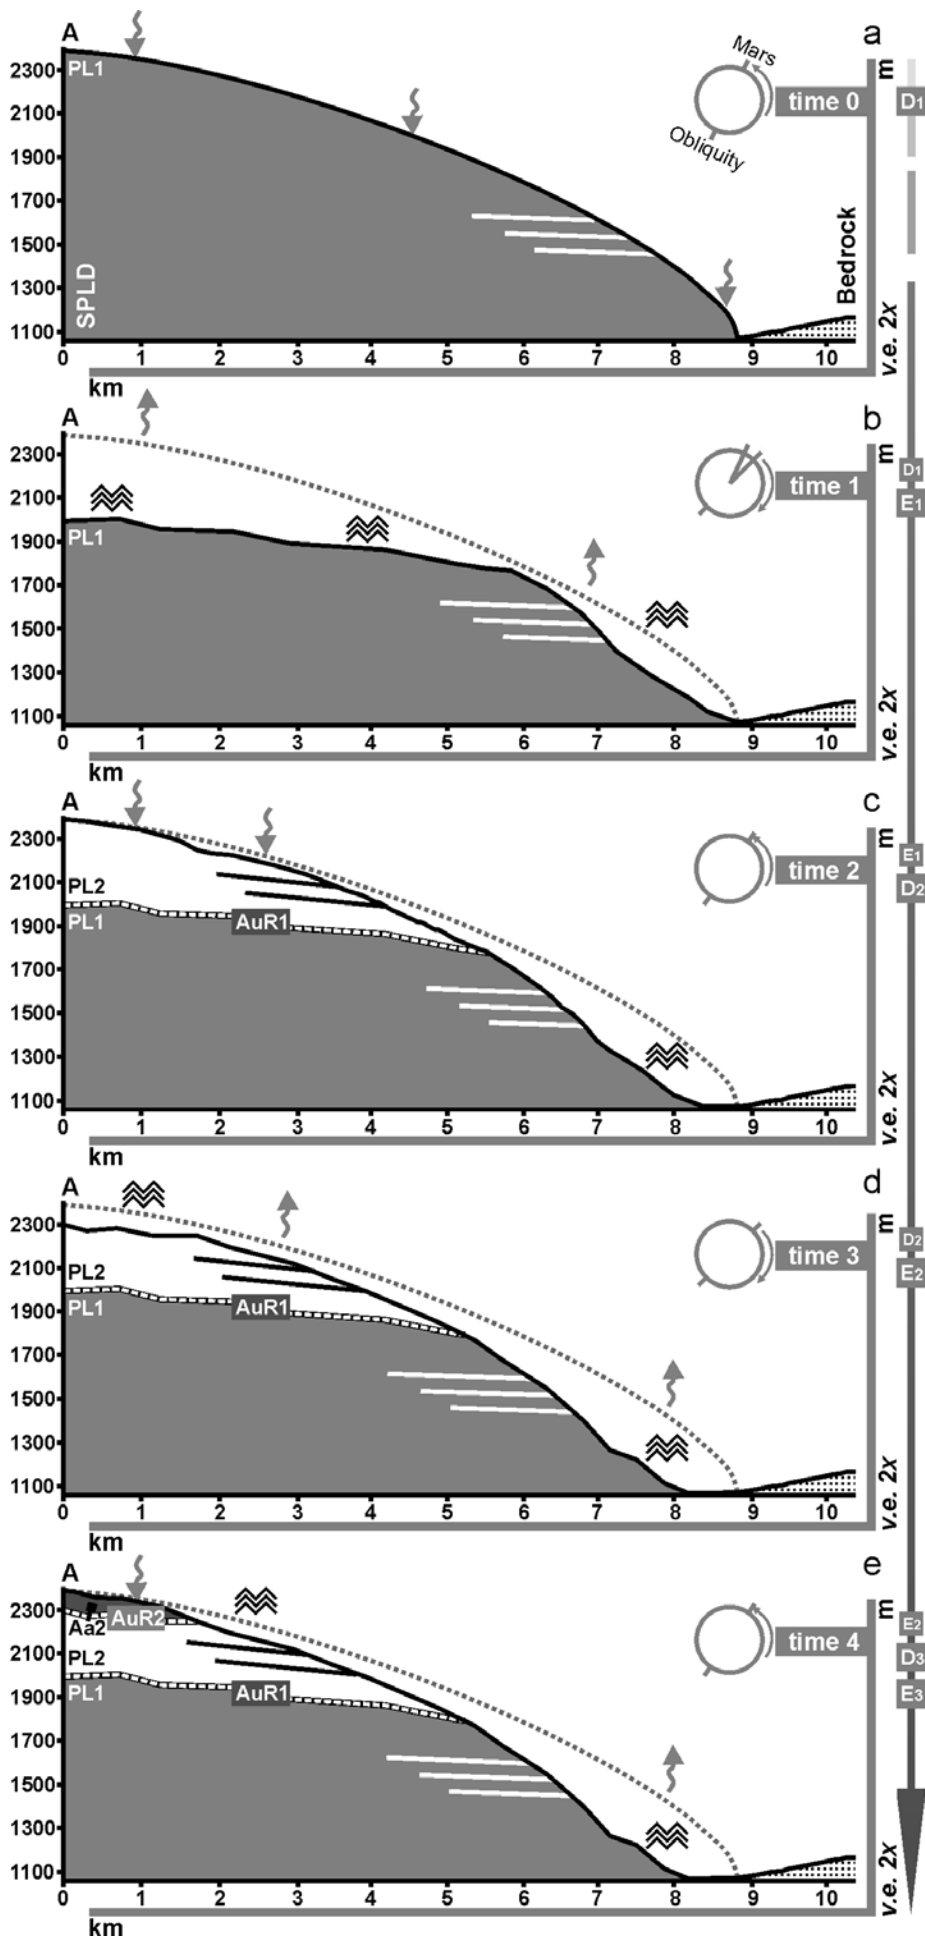 A
a
2300
2100
1900
1700
1500
1300
1100
PL1
SPLD
Mars
Obliquity
time 0
m
D1
Bedrock
v.e. 2x
0 1 2 3 4 5 6 7 8 9 10
km
A
b
2300
2100
1900
1700
1500
1300
1100
PL1
time 1
m
D1
E1
v.e. 2x
0 1 2 3 4 5 6 7 8 9 10
km
A
c
2300
2100
1900
1700
1500
1300
1100
PL2
PL1
AuR1
time 2
m
E1
D2
v.e. 2x
0 1 2 3 4 5 6 7 8 9 10
km
A
d
2300
2100
1900
1700
1500
1300
1100
PL2
PL1
AuR1
time 3
m
D2
E2
v.e. 2x
0 1 2 3 4 5 6 7 8 9 10
km
A
e
2300
2100
1900
1700
1500
1300
1100
AuR2
Aa2
PL2
PL1
AuR1
time 4
m
E2
D3
E3
v.e. 2x
0 1 2 3 4 5 6 7 8 9 10
km